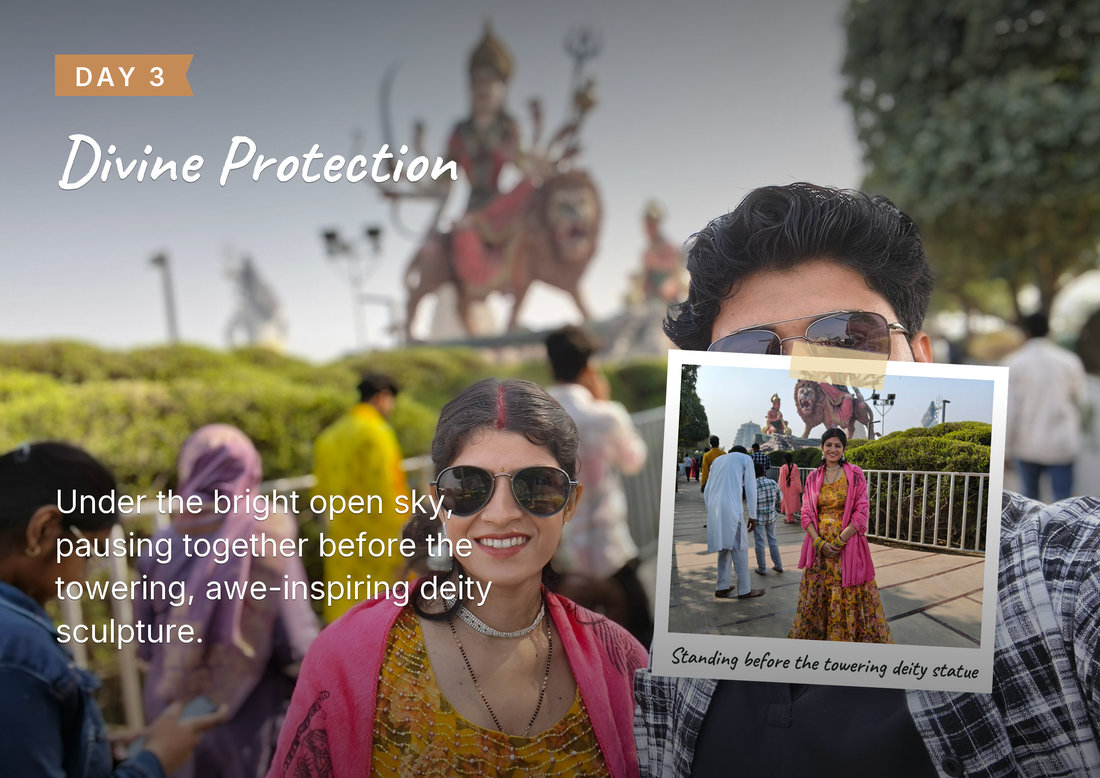 DAY 3
Divine Protection
Under the bright open sky,
pausing together before the
towering, awe-inspiring deity
sculpture.
Standing before the towering deity statue